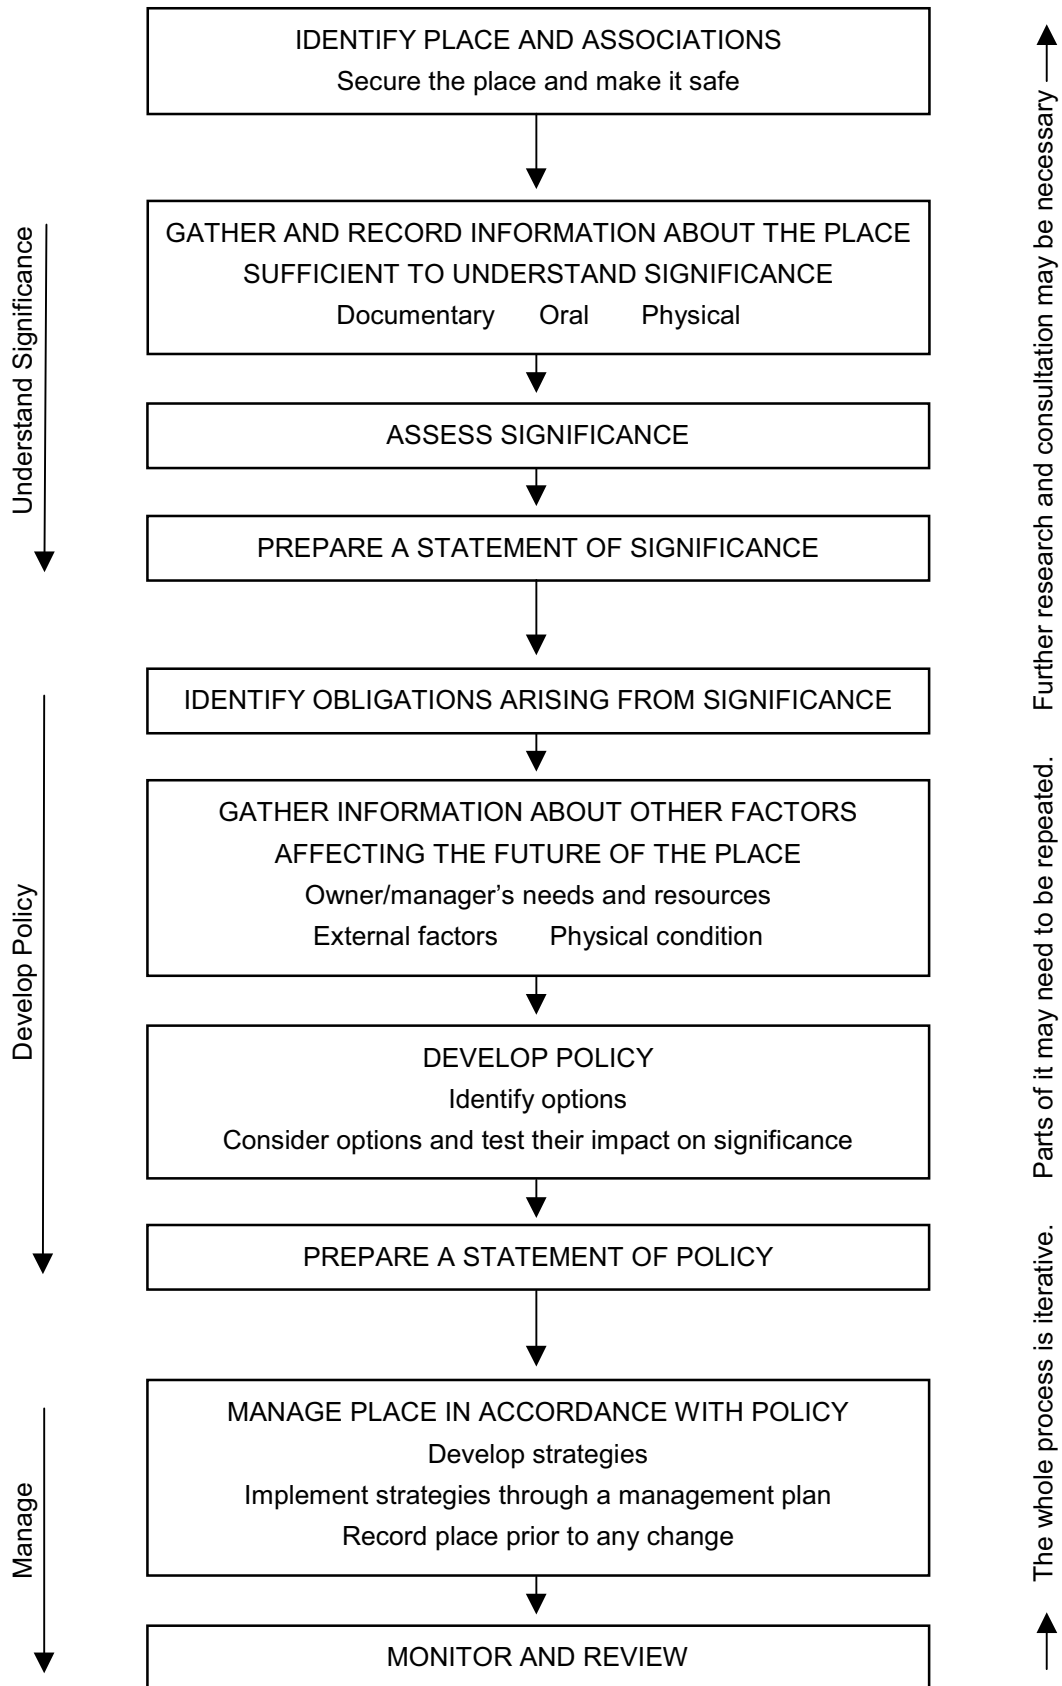 IDENTIFY PLACE AND ASSOCIATIONS
Secure the place and make it safe
Understand Significance
GATHER AND RECORD INFORMATION ABOUT THE PLACE
SUFFICIENT TO UNDERSTAND SIGNIFICANCE
Documentary Oral Physical
ASSESS SIGNIFICANCE
PREPARE A STATEMENT OF SIGNIFICANCE
Develop Policy
IDENTIFY OBLIGATIONS ARISING FROM SIGNIFICANCE
GATHER INFORMATION ABOUT OTHER FACTORS
AFFECTING THE FUTURE OF THE PLACE
Owner/manager’s needs and resources
External factors Physical condition
DEVELOP POLICY
Identify options
Consider options and test their impact on significance
PREPARE A STATEMENT OF POLICY
Manage
MANAGE PLACE IN ACCORDANCE WITH POLICY
Develop strategies
Implement strategies through a management plan
Record place prior to any change
MONITOR AND REVIEW
The whole process is iterative. Parts of it may need to be repeated. Further research and consultation may be necessary